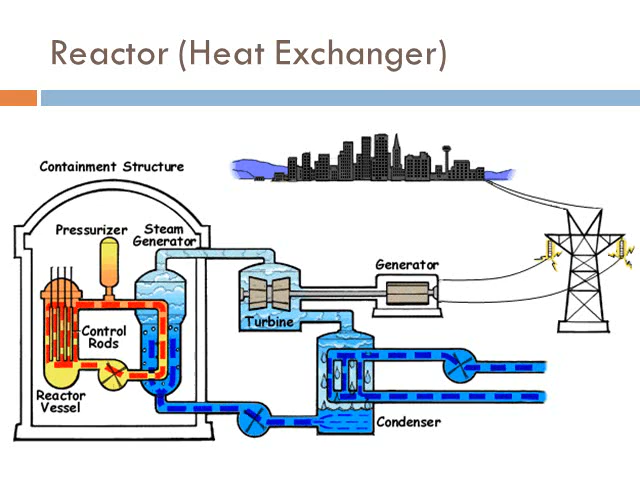 Reactor (Heat Exchanger)
Containment Structure
Pressurizer
Steam
Generator
Generator
Turbine
Control
Rods
Reactor
Vessel
Condenser